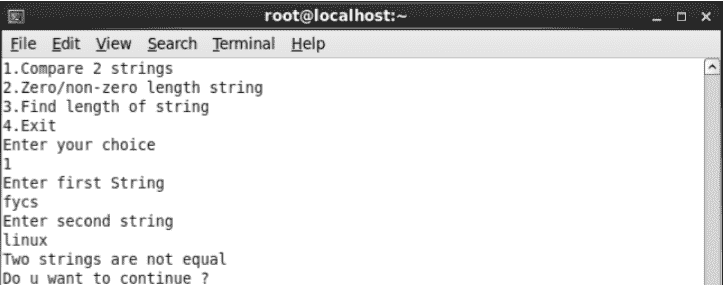 root@localhost:~
File Edit View Search Terminal Help
1.Compare 2 strings
2.Zero/non-zero length string
3.Find length of string
4.Exit
Enter your choice
1
Enter first String
fycs
Enter second string
linux
Two strings are not equal
Do u want to continue ?